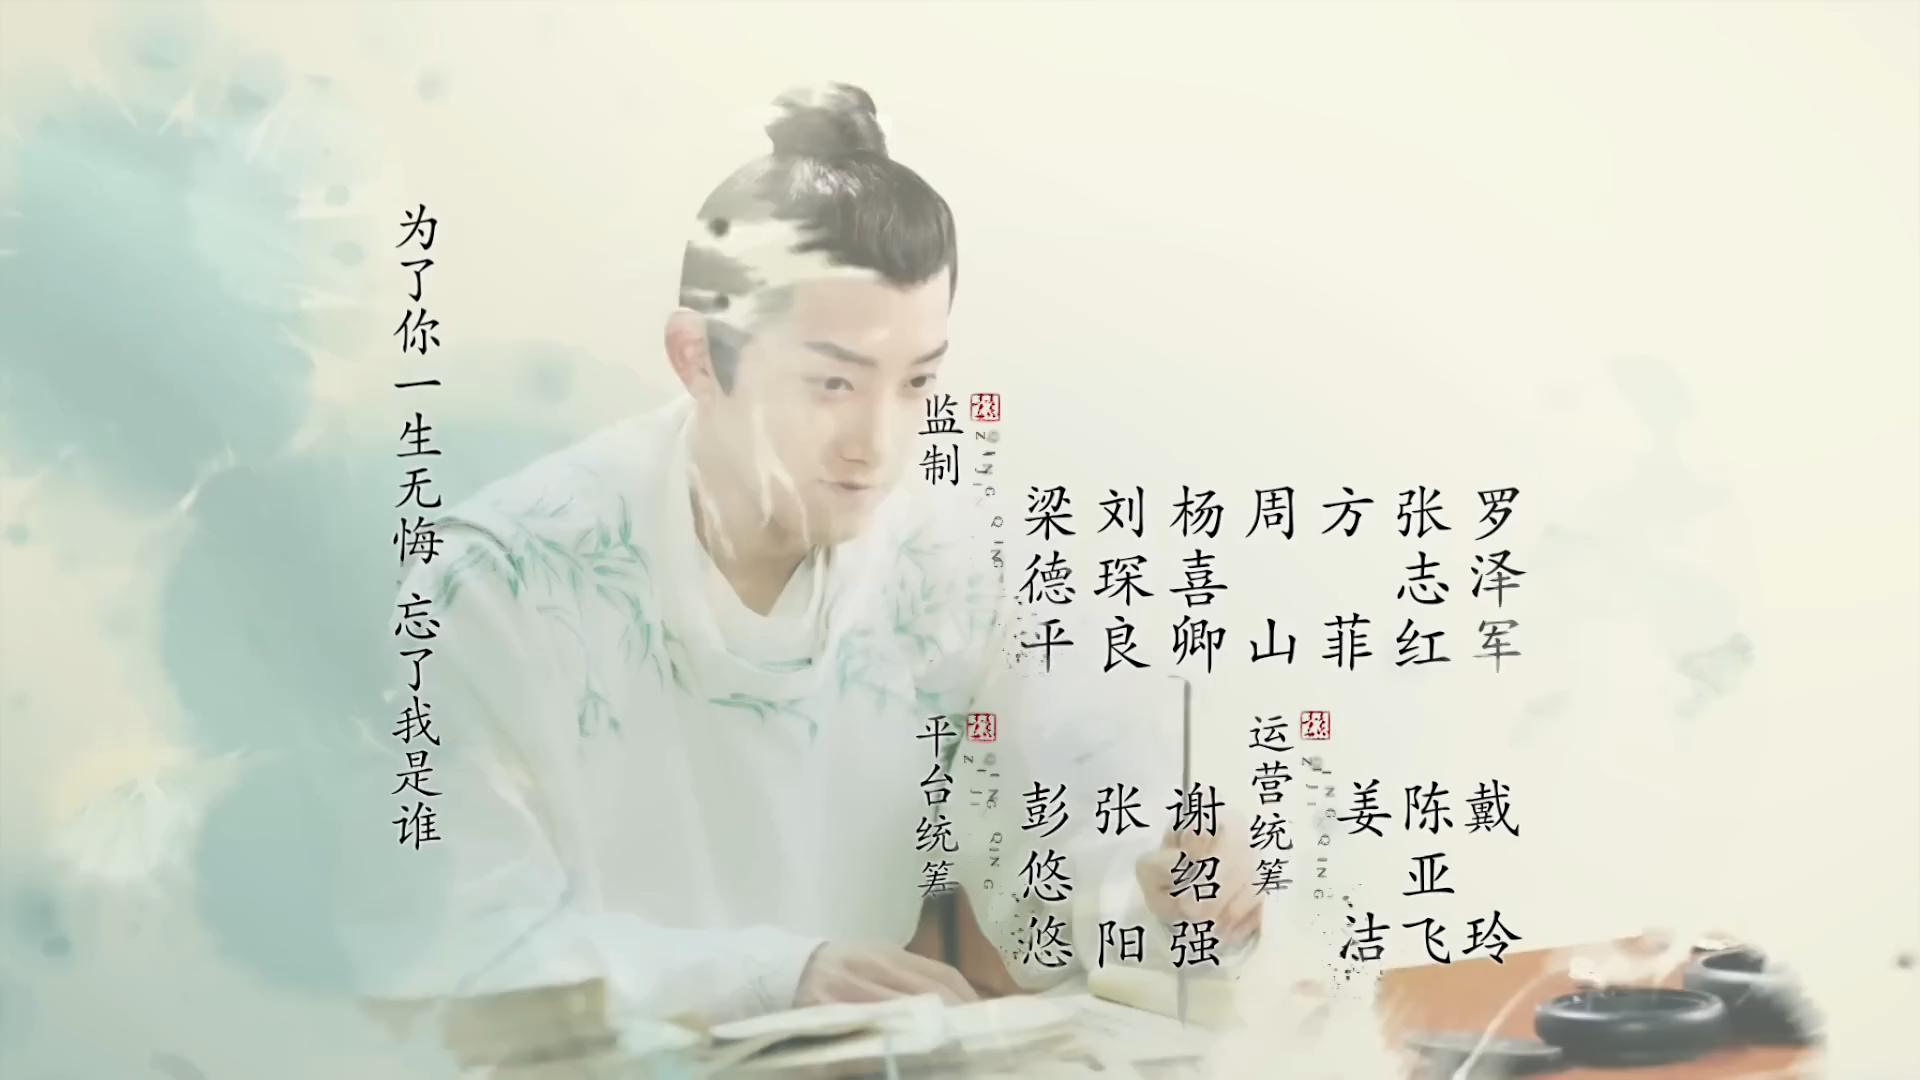 为了你一生无悔 忘了我是谁
监制
梁德平
刘琛良
杨喜卿
周山
方菲
张志红
罗泽军
平台统筹
彭悠悠
张阳
谢绍强
运营统筹
姜洁
陈亚飞
戴玲